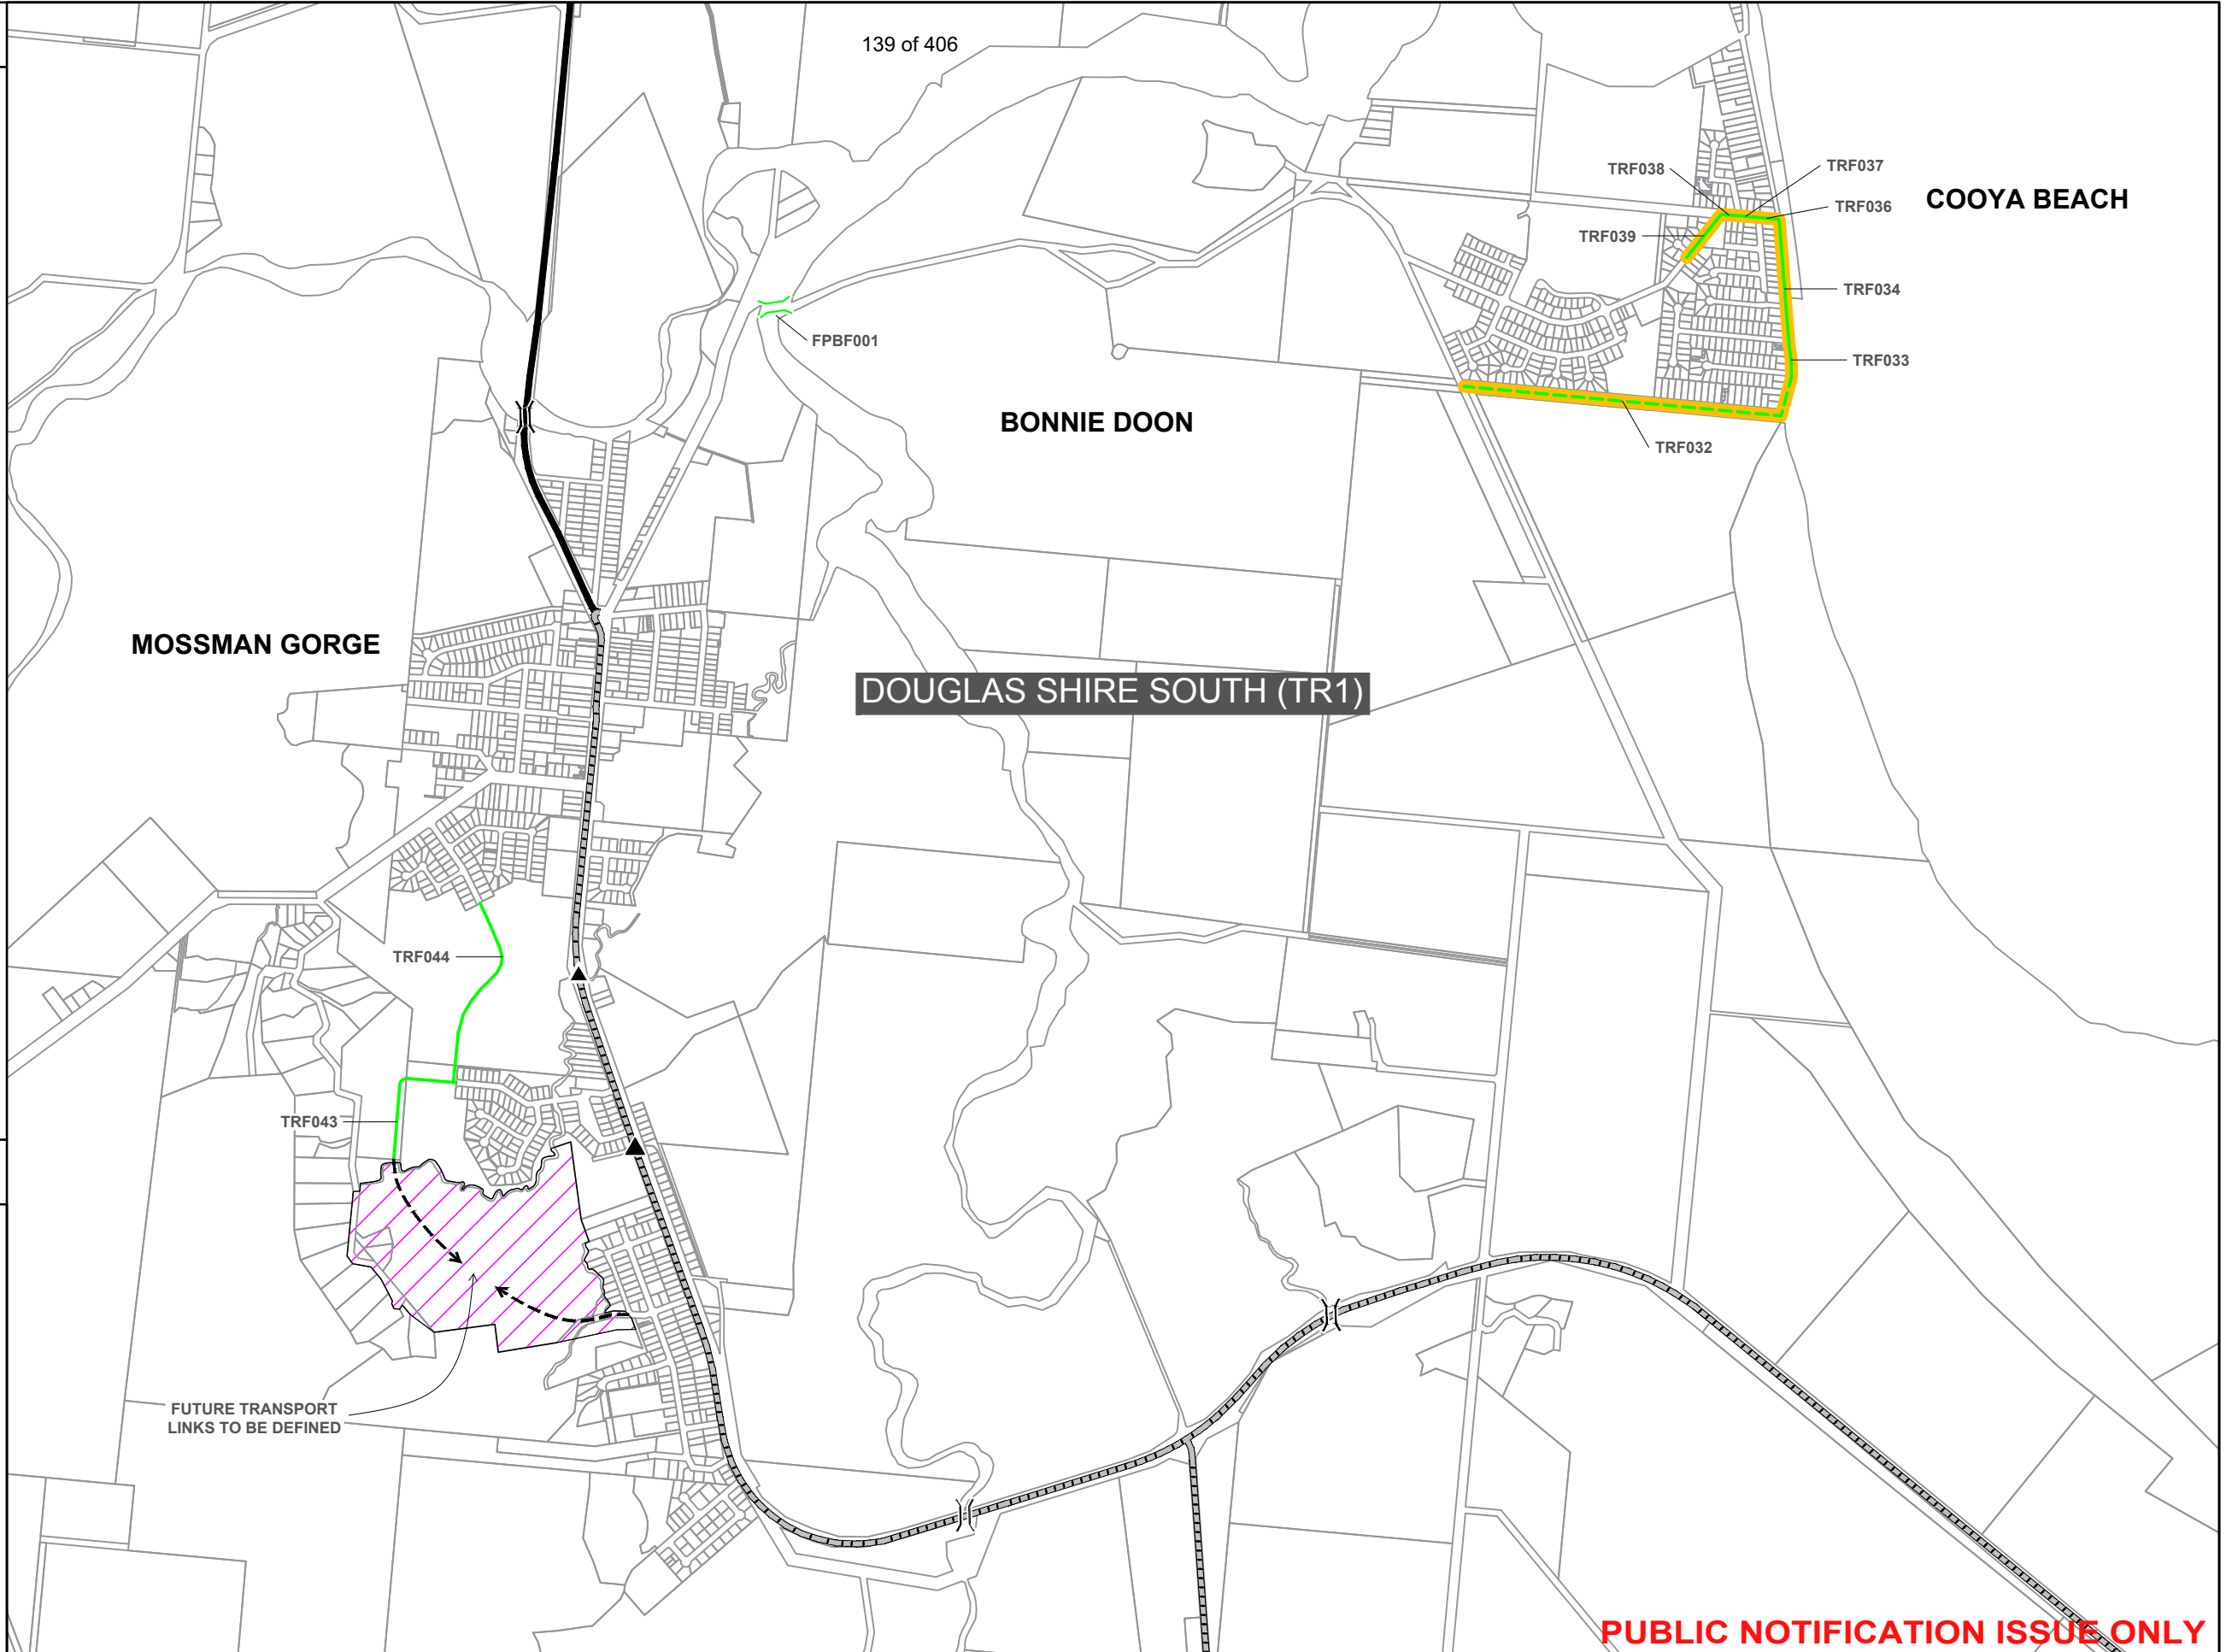 139 of 406
TRF038
TRF037
COOYA BEACH
TRF036
TRF039
TRF034
FPBF001
TRF033
BONNIE DOON
TRF032
MOSSMAN GORGE
DOUGLAS SHIRE SOUTH (TR1)
TRF044
TRF043
FUTURE TRANSPORT
LINKS TO BE DEFINED
PUBLIC NOTIFICATION ISSUE ONLY